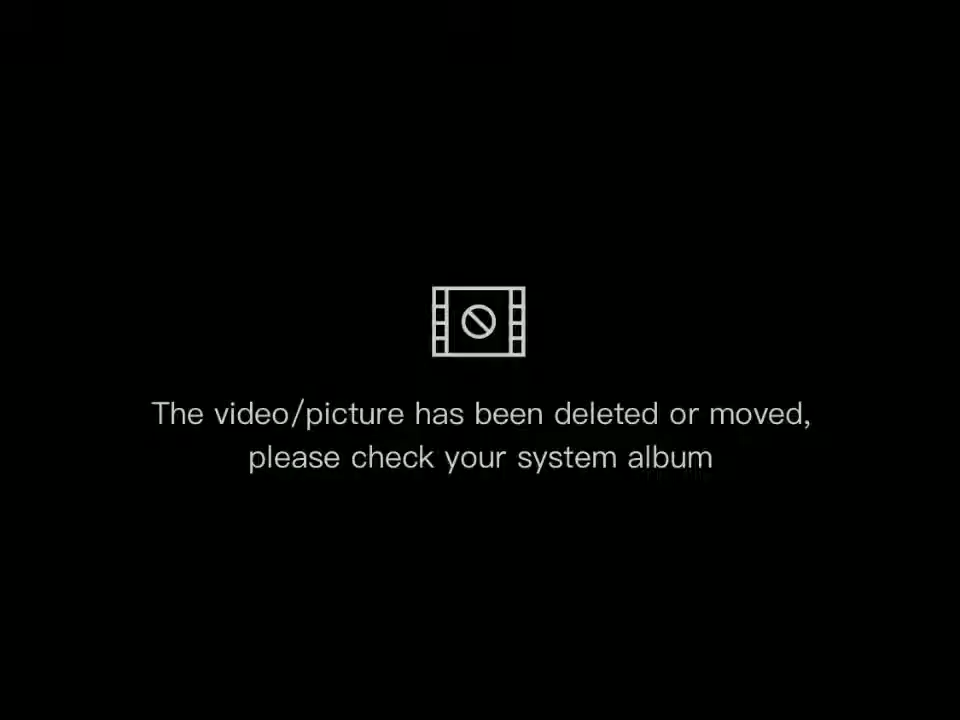 The video/picture has been deleted or moved,
please check your system album